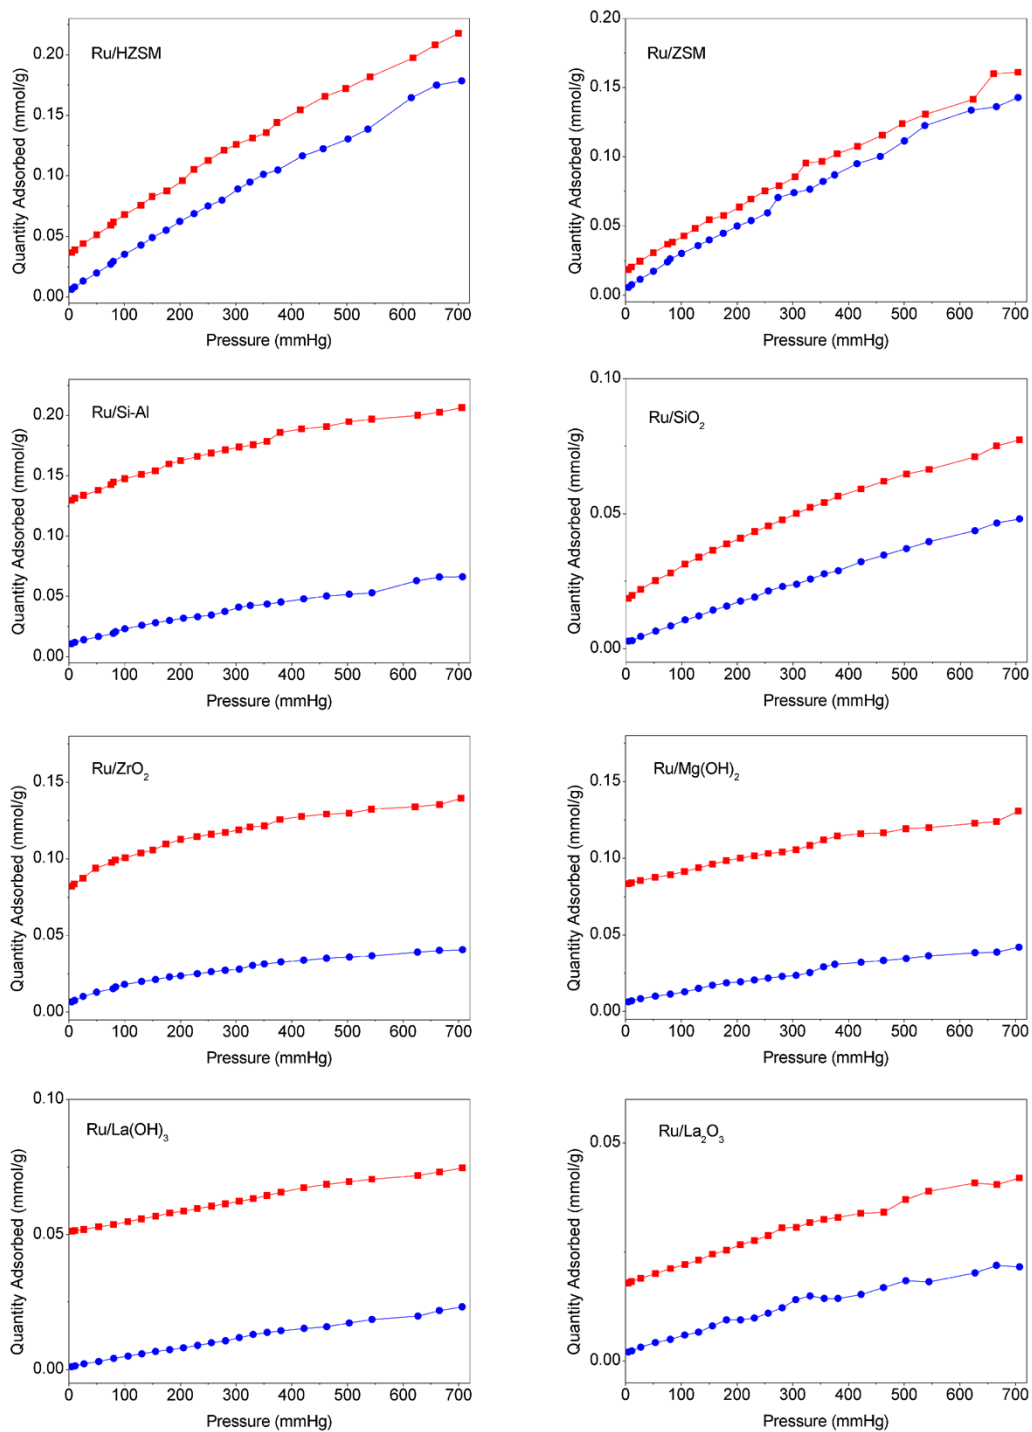 Ru/HZSM
Quantity Adsorbed (mmol/g)
0.20
0.15
0.10
0.05
0.00
0 100 200 300 400 500 600 700
Pressure (mmHg)
Ru/ZSM
Quantity Adsorbed (mmol/g)
0.20
0.15
0.10
0.05
0.00
0 100 200 300 400 500 600 700
Pressure (mmHg)
Ru/Si-Al
Quantity Adsorbed (mmol/g)
0.20
0.15
0.10
0.05
0.00
0 100 200 300 400 500 600 700
Pressure (mmHg)
Ru/SiO₂
Quantity Adsorbed (mmol/g)
0.10
0.05
0.00
0 100 200 300 400 500 600 700
Pressure (mmHg)
Ru/ZrO₂
Quantity Adsorbed (mmol/g)
0.15
0.10
0.05
0.00
0 100 200 300 400 500 600 700
Pressure (mmHg)
Ru/Mg(OH)₂
Quantity Adsorbed (mmol/g)
0.15
0.10
0.05
0.00
0 100 200 300 400 500 600 700
Pressure (mmHg)
Ru/La(OH)₃
Quantity Adsorbed (mmol/g)
0.10
0.05
0.00
0 100 200 300 400 500 600 700
Pressure (mmHg)
Ru/La₂O₃
Quantity Adsorbed (mmol/g)
0.05
0.00
0 100 200 300 400 500 600 700
Pressure (mmHg)